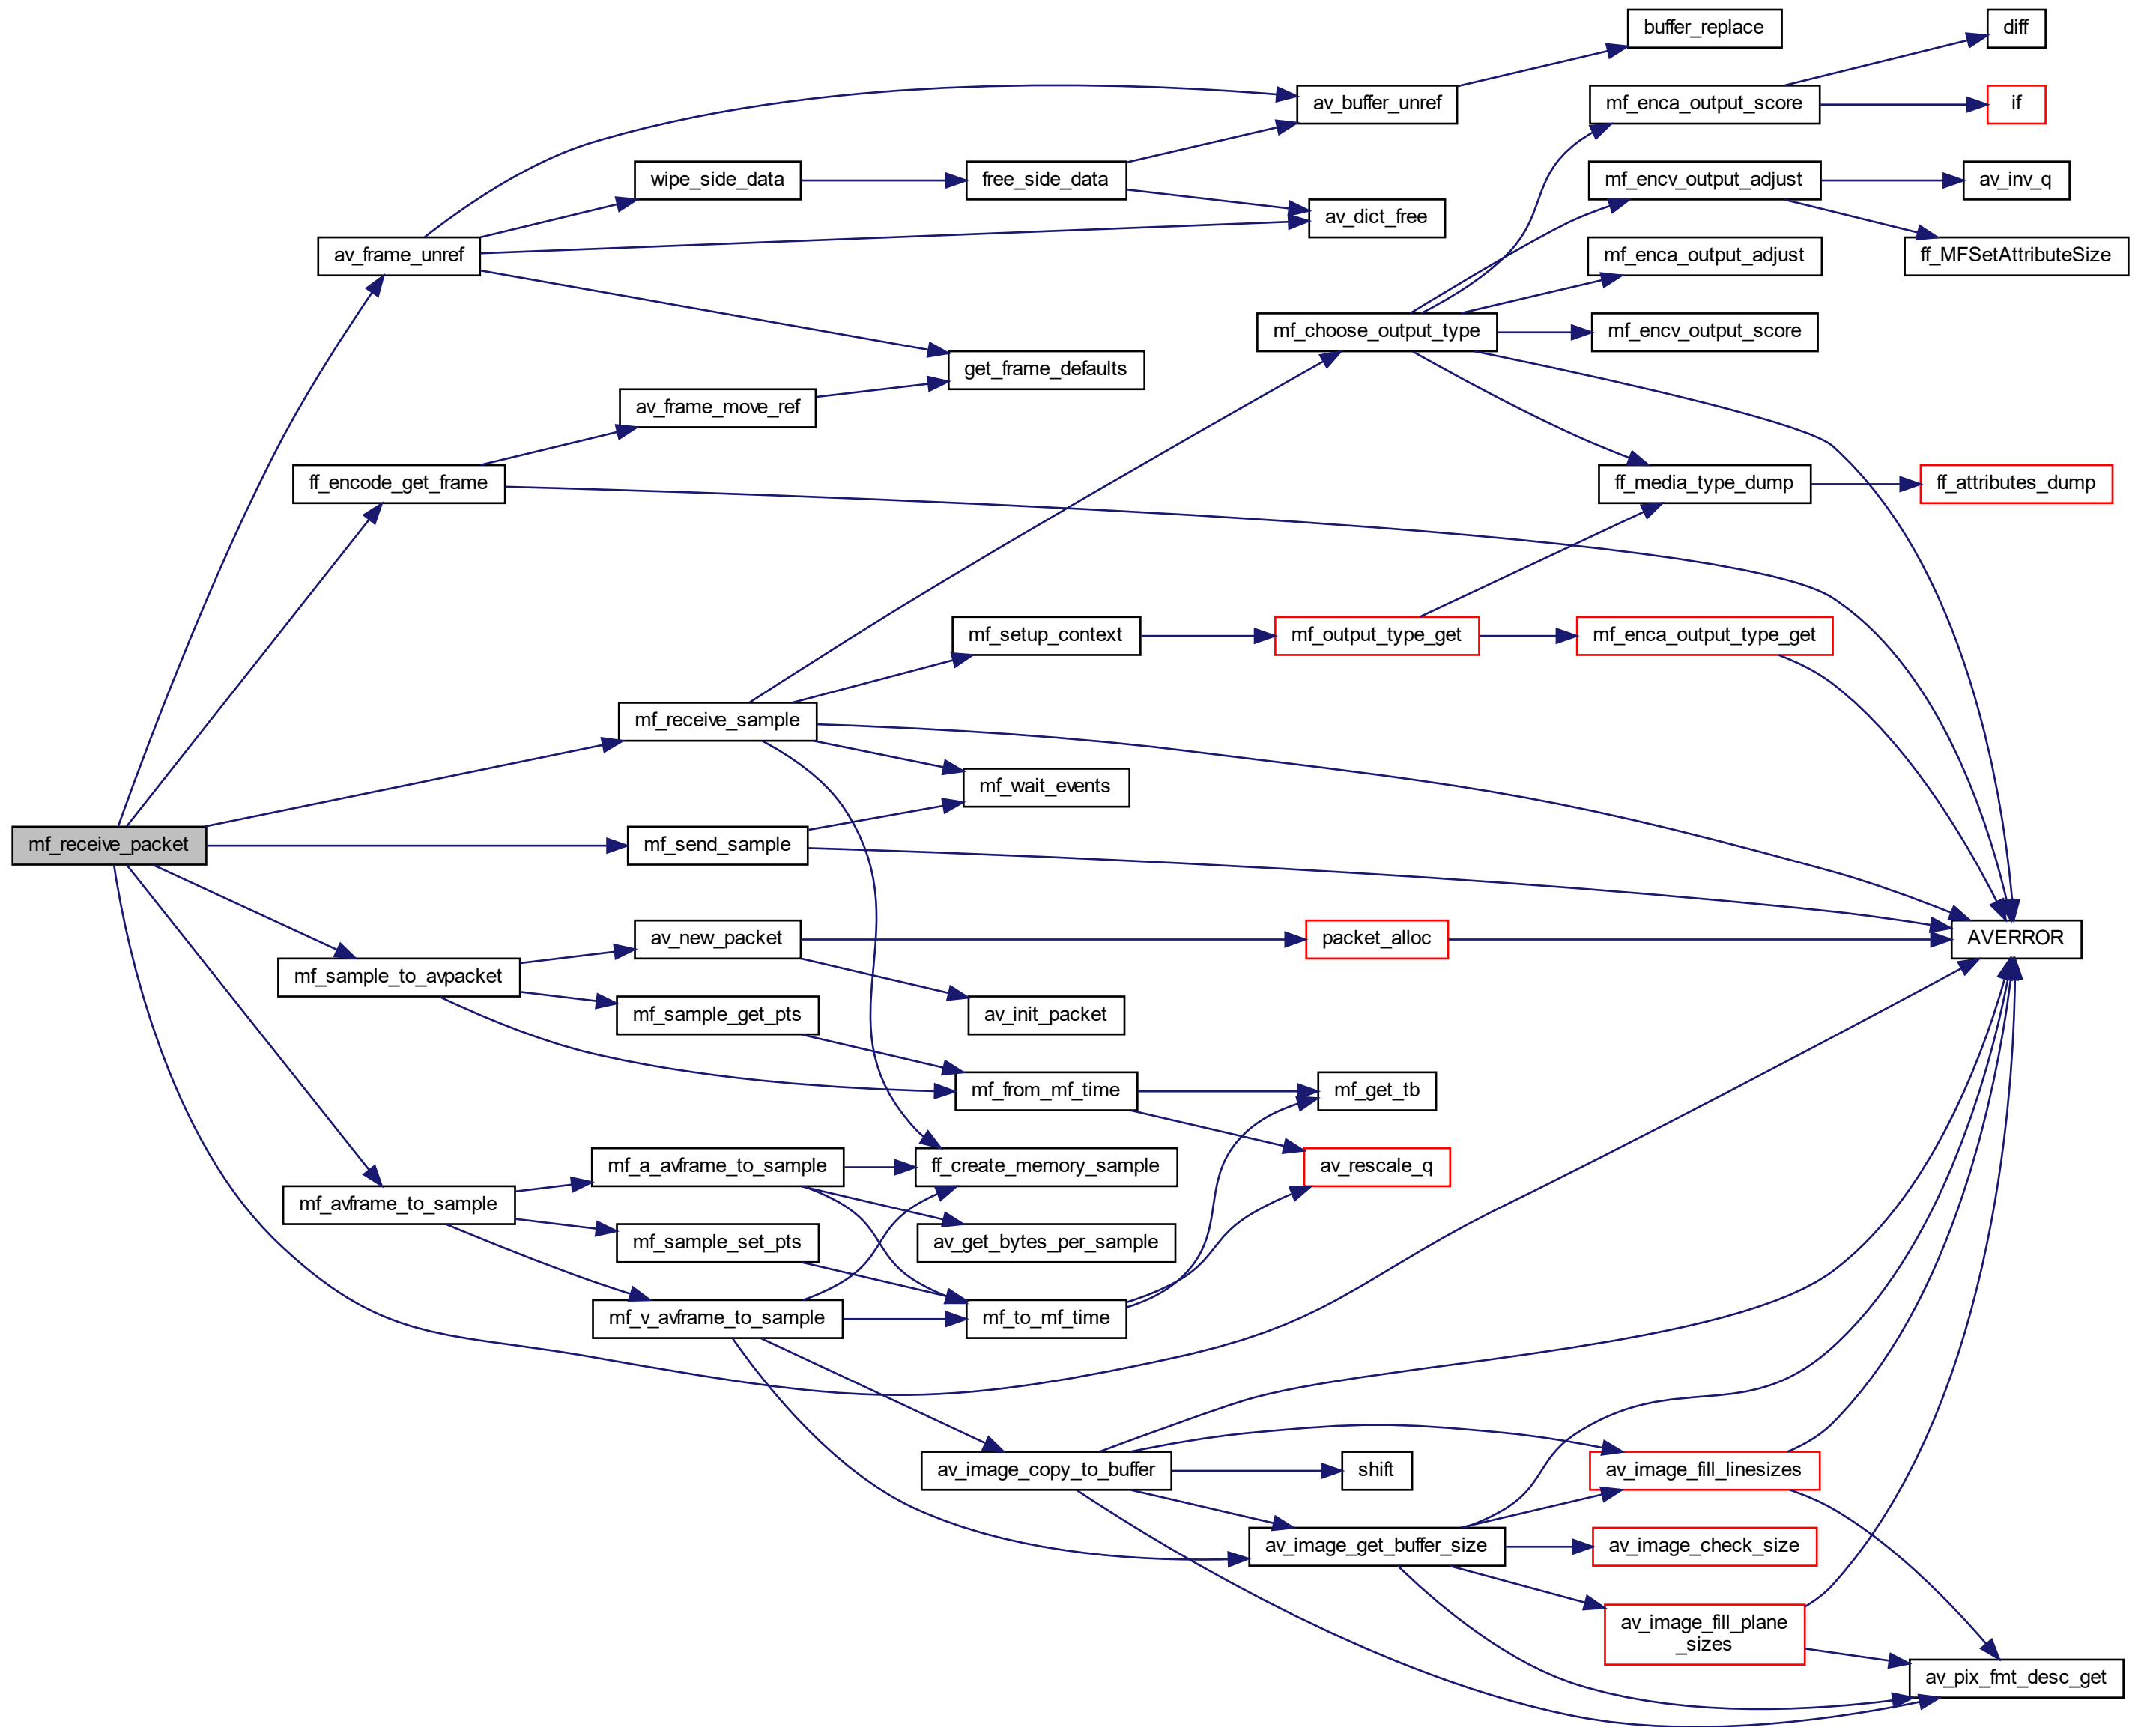 buffer_replace
diff
mf_enca_output_score
if
av_buffer_unref
wipe_side_data
free_side_data
mf_encv_output_adjust
av_inv_q
av_dict_free
av_frame_unref
mf_enca_output_adjust
ff_MFSetAttributeSize
mf_choose_output_type
mf_encv_output_score
get_frame_defaults
av_frame_move_ref
ff_encode_get_frame
ff_media_type_dump
ff_attributes_dump
mf_setup_context
mf_output_type_get
mf_enca_output_type_get
mf_receive_sample
mf_wait_events
mf_receive_packet
mf_send_sample
av_new_packet
packet_alloc
AVERROR
mf_sample_to_avpacket
mf_sample_get_pts
av_init_packet
mf_from_mf_time
mf_get_tb
mf_a_avframe_to_sample
ff_create_memory_sample
av_rescale_q
mf_avframe_to_sample
mf_sample_set_pts
av_get_bytes_per_sample
mf_v_avframe_to_sample
mf_to_mf_time
av_image_copy_to_buffer
shift
av_image_fill_linesizes
av_image_get_buffer_size
av_image_check_size
av_image_fill_plane
_sizes
av_pix_fmt_desc_get